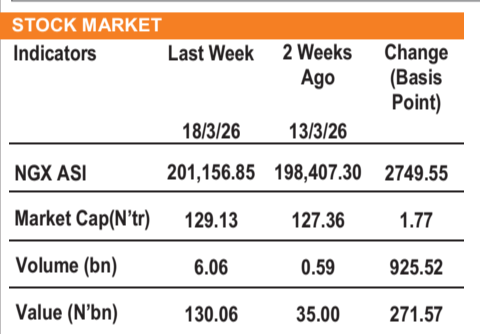 STOCK MARKET
Indicators Last Week 2 Weeks Change
Ago (Basis
Point)
18/3/26 13/3/26
NGX ASI 201,156.85 198,407.30 2749.55
Market Cap(N’tr) 129.13 127.36 1.77
Volume (bn) 6.06 0.59 925.52
Value (N’bn) 130.06 35.00 271.57